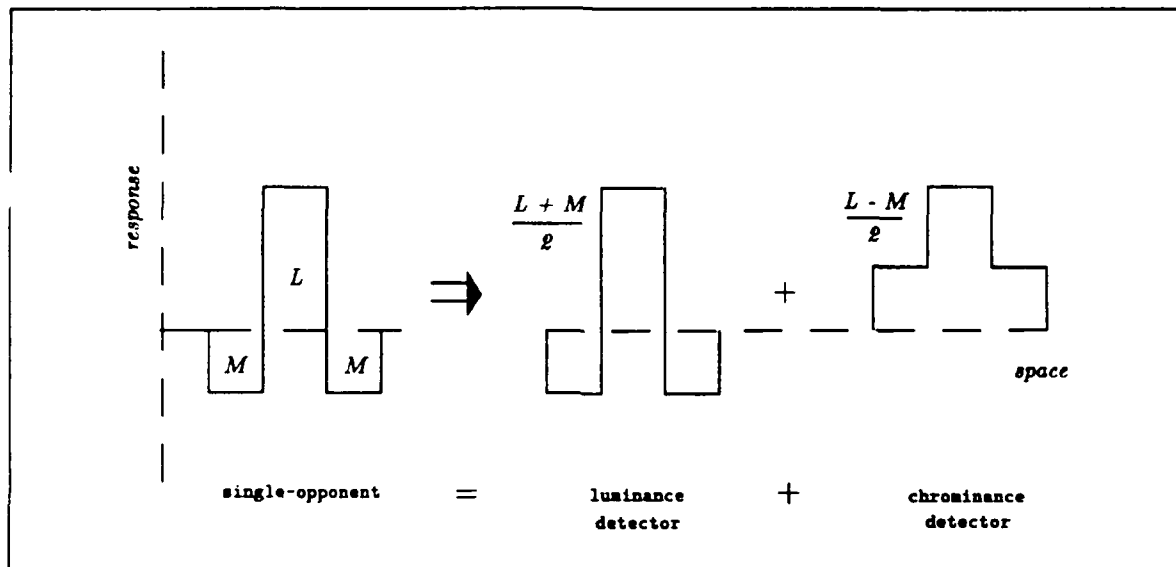 response
L
M
M
L + M
2
+
L - M
2
space
single-opponent
=
luminance
detector
+
chrominance
detector